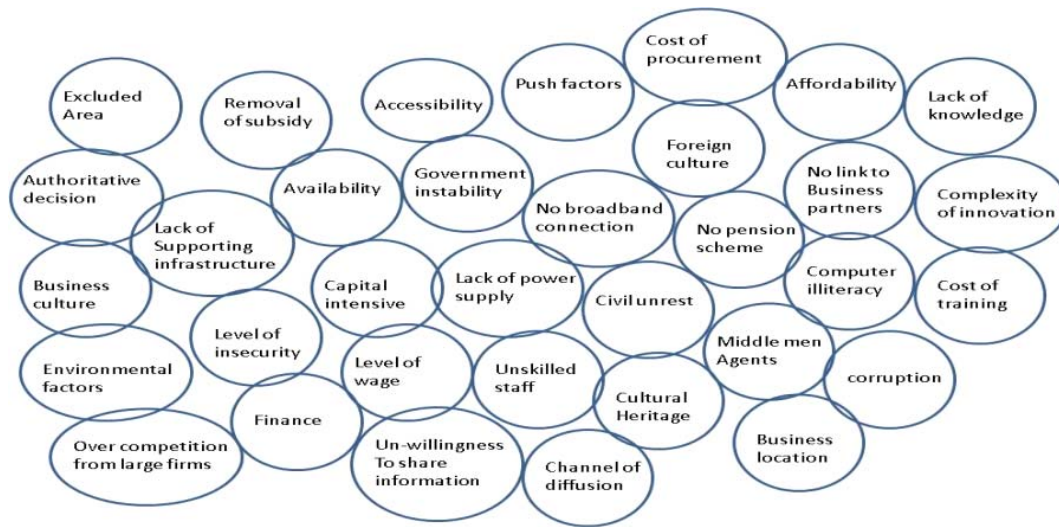 Cost of
procurement
Push factors
Affordability
Excluded
Area
Removal
of subsidy
Accessibility
Lack of
knowledge
Foreign
culture
Authoritative
decision
Availability
Government
instability
No link to
Business
partners
Complexity
of innovation
No broadband
connection
No pension
scheme
Lack of
Supporting
infrastructure
Business
culture
Capital
intensive
Lack of power
supply
Civil unrest
Computer
illiteracy
Cost of
training
Level of
insecurity
Middle men
Agents
Environmental
factors
Level of
wage
Unskilled
staff
corruption
Cultural
Heritage
Finance
Over competition
from large firms
Un-willingness
To share
information
Channel of
diffusion
Business
location